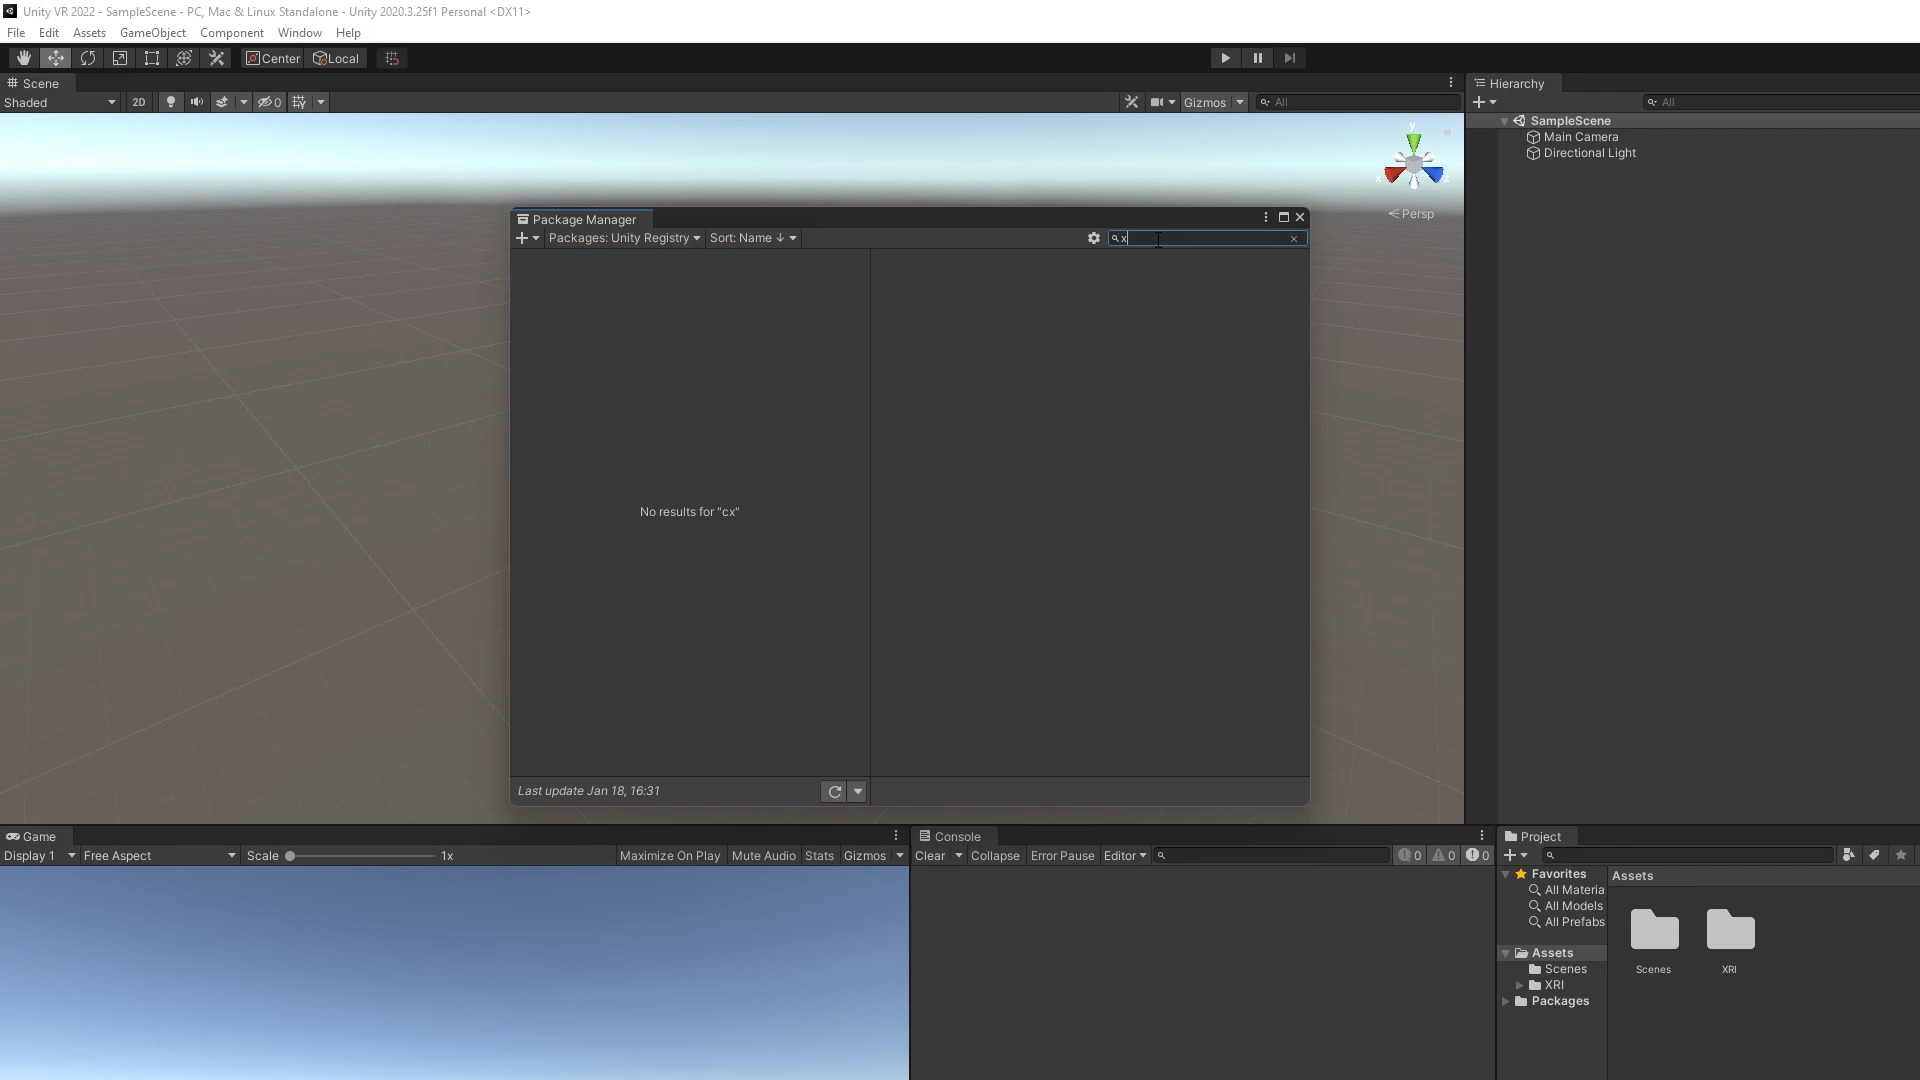 Unity VR 2022 - SampleScene - PC, Mac & Linux Standalone - Unity 2020.3.25f1 Personal <DX11>
File Edit Assets GameObject Component Window Help
Center Local
Scene
Shaded 2D 0 Gizmos All
y
x z
Persp
Hierarchy
All
SampleScene
Main Camera
Directional Light
Package Manager
Packages: Unity Registry Sort: Name ↓ x
No results for "cx"
Last update Jan 18, 16:31
Game
Display 1 Free Aspect Scale 1x Maximize On Play Mute Audio Stats Gizmos
Console
Clear Collapse Error Pause Editor 0 0 0
Project
Favorites
All Materia
All Models
All Prefabs
Assets
Scenes
XRI
Packages
Assets
Scenes XRI